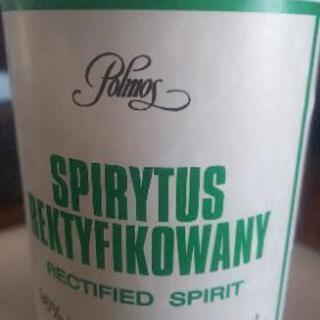 Polmos
SPIRYTUS
REKTYFIKOWANY
RECTIFIED SPIRIT